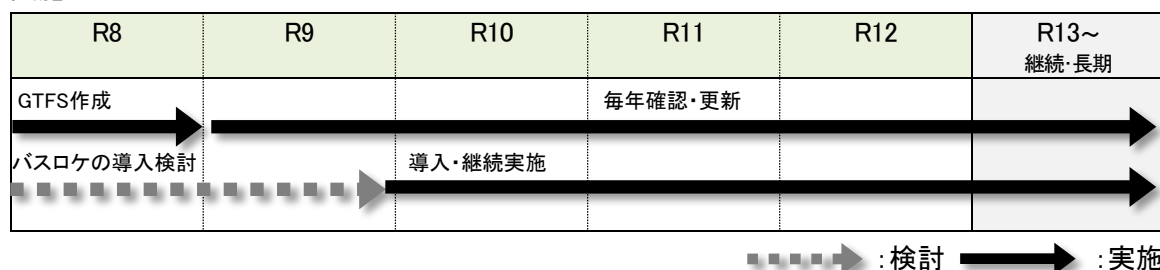 R8 R9 R10 R11 R12 R13~
継続・長期
GTFS作成 毎年確認・更新
バスロケの導入検討 導入・継続実施
：検討 ：実施